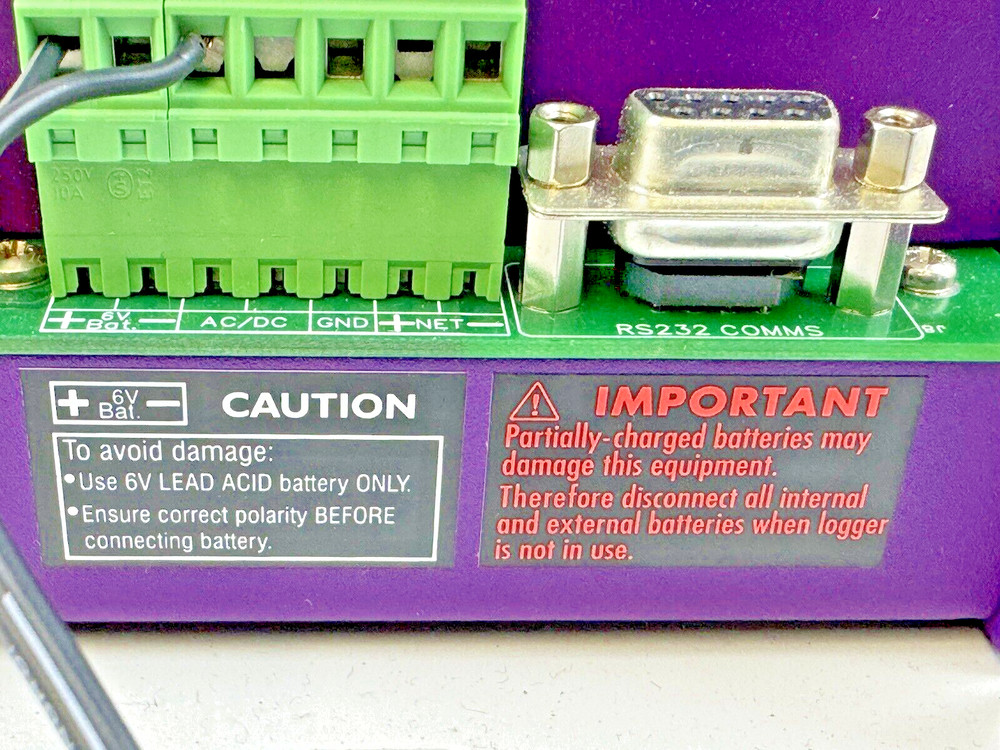 250V
10A
+ 6V Bat. - AC/DC GND + NET -
RS232 COMMS
+ 6V Bat. - CAUTION
To avoid damage:
• Use 6V LEAD ACID battery ONLY.
• Ensure correct polarity BEFORE
connecting battery.
IMPORTANT
Partially-charged batteries may
damage this equipment.
Therefore disconnect all internal
and external batteries when logger
is not in use.